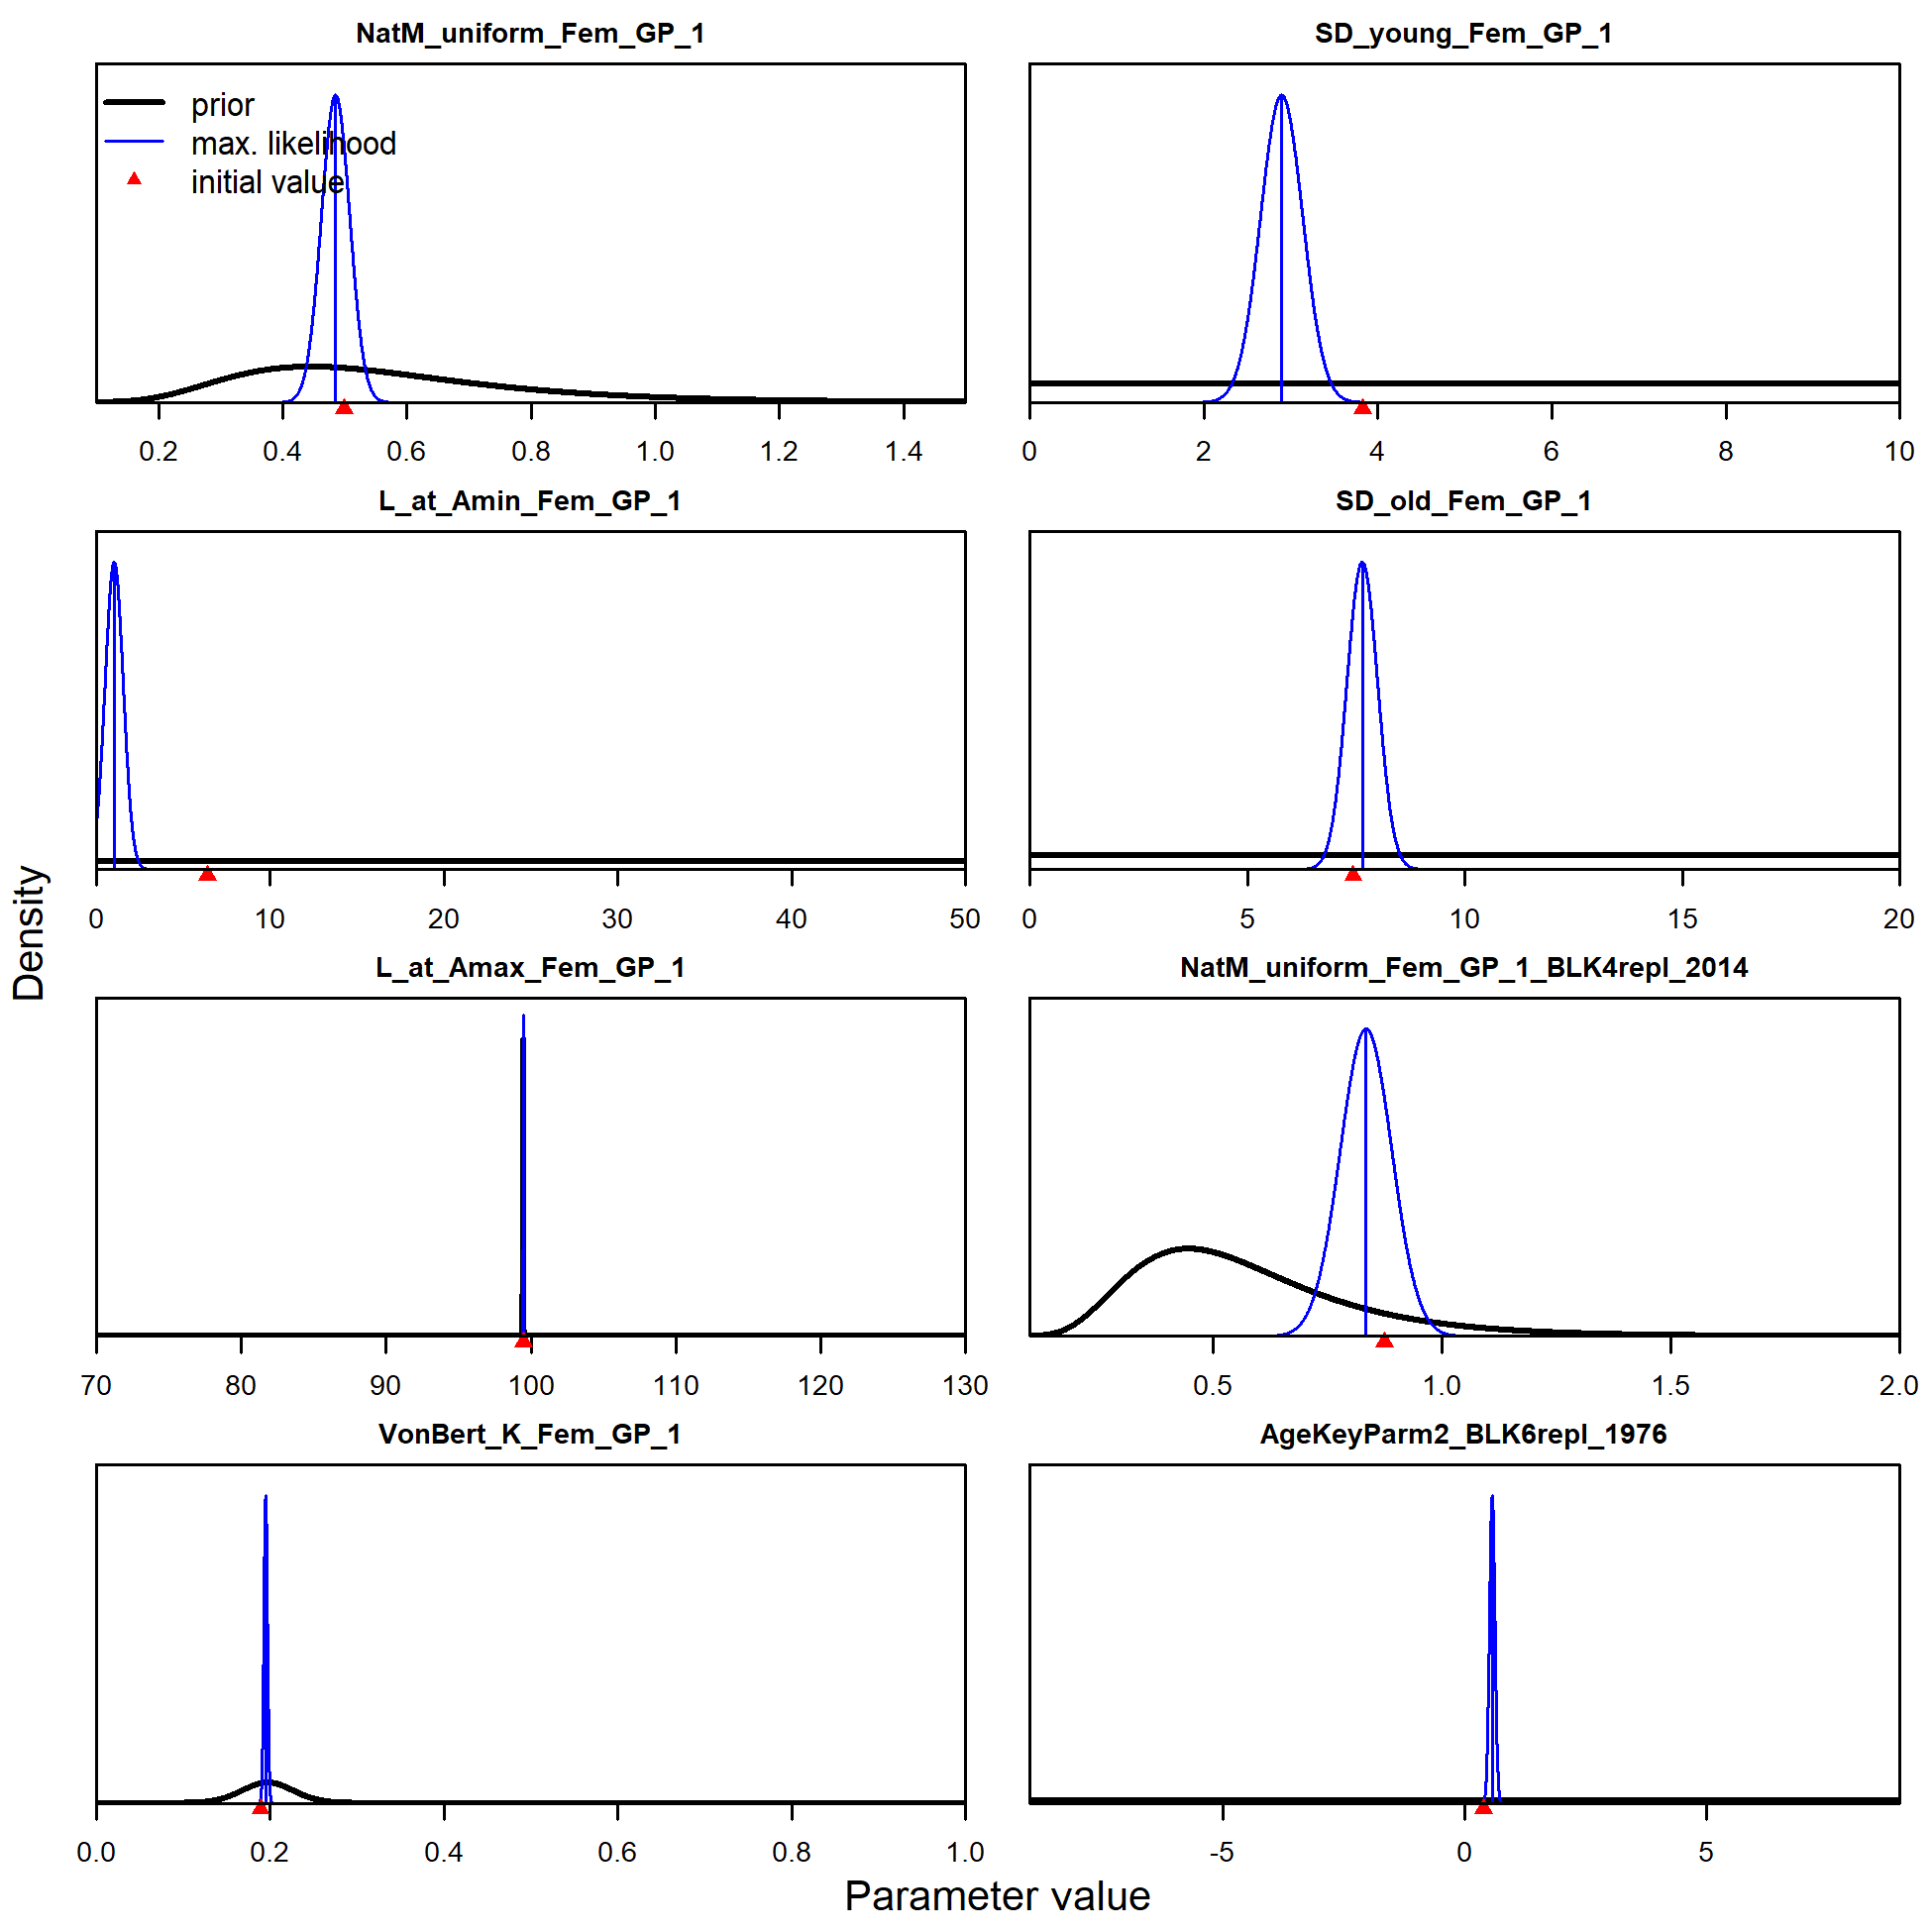 NatM_uniform_Fem_GP_1
prior
max. likelihood
initial value
0.2 0.4 0.6 0.8 1.0 1.2 1.4
SD_young_Fem_GP_1
0 2 4 6 8 10
L_at_Amin_Fem_GP_1
0 10 20 30 40 50
SD_old_Fem_GP_1
0 5 10 15 20
L_at_Amax_Fem_GP_1
70 80 90 100 110 120 130
NatM_uniform_Fem_GP_1_BLK4repl_2014
0.5 1.0 1.5 2.0
VonBert_K_Fem_GP_1
0.0 0.2 0.4 0.6 0.8 1.0
AgeKeyParm2_BLK6repl_1976
-5 0 5
Density
Parameter value